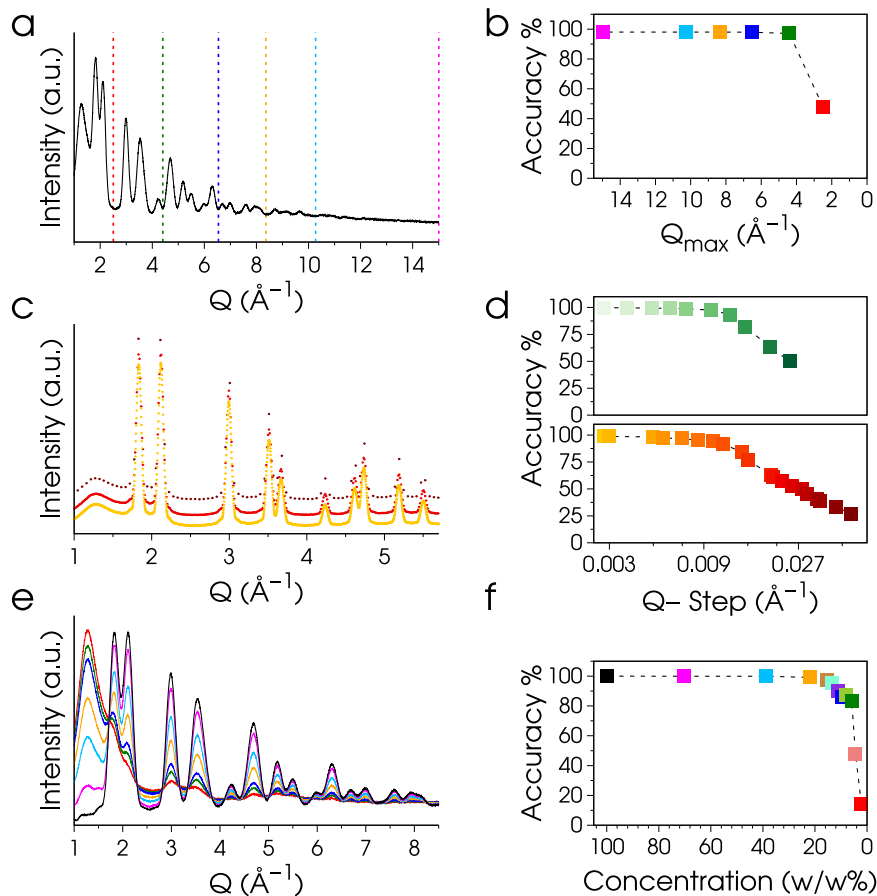 a
Intensity (a.u.)
2 4 6 8 10 12 14
Q (Å⁻¹)
b
Accuracy %
100
80
60
40
20
0
14 12 10 8 6 4 2 0
Qmax (Å⁻¹)
c
Intensity (a.u.)
1 2 3 4 5
Q (Å⁻¹)
d
Accuracy %
100
75
50
25
0
Accuracy %
100
75
50
25
0
0.003 0.009 0.027
Q– Step (Å⁻¹)
e
Intensity (a.u.)
1 2 3 4 5 6 7 8
Q (Å⁻¹)
f
Accuracy %
100
80
60
40
20
0
100 80 60 40 20 0
Concentration (w/w%)